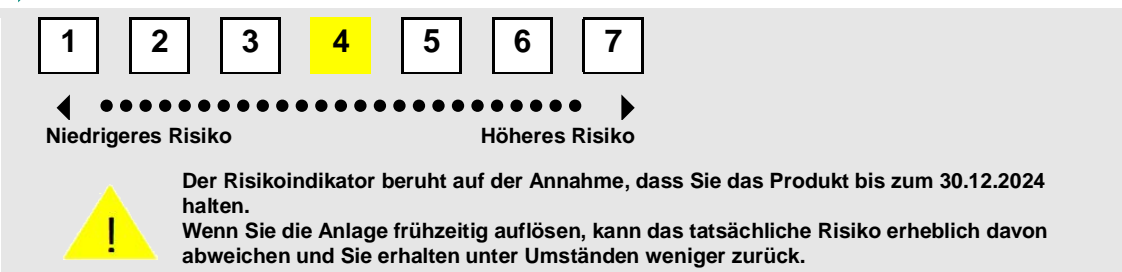 1 2 3 4 5 6 7
Niedrigeres Risiko Höheres Risiko
Der Risikoindikator beruht auf der Annahme, dass Sie das Produkt bis zum 30.12.2024
halten.
Wenn Sie die Anlage frühzeitig auflösen, kann das tatsächliche Risiko erheblich davon
! abweichen und Sie erhalten unter Umständen weniger zurück.